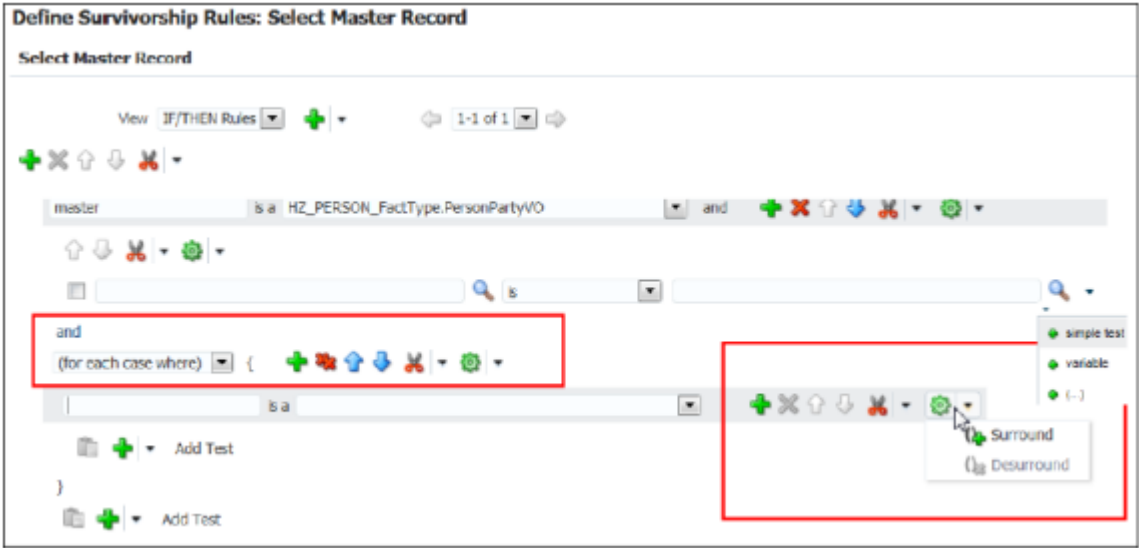 Define Survivorship Rules: Select Master Record
Select Master Record
View IF/THEN Rules 1-1 of 1
master is a HZ_PERSON_FactType.PersonPartyVO and
is
and
simple test
(for each case where) {
variable
is a
{...}
Surround
Add Test
Desurround
}
Add Test